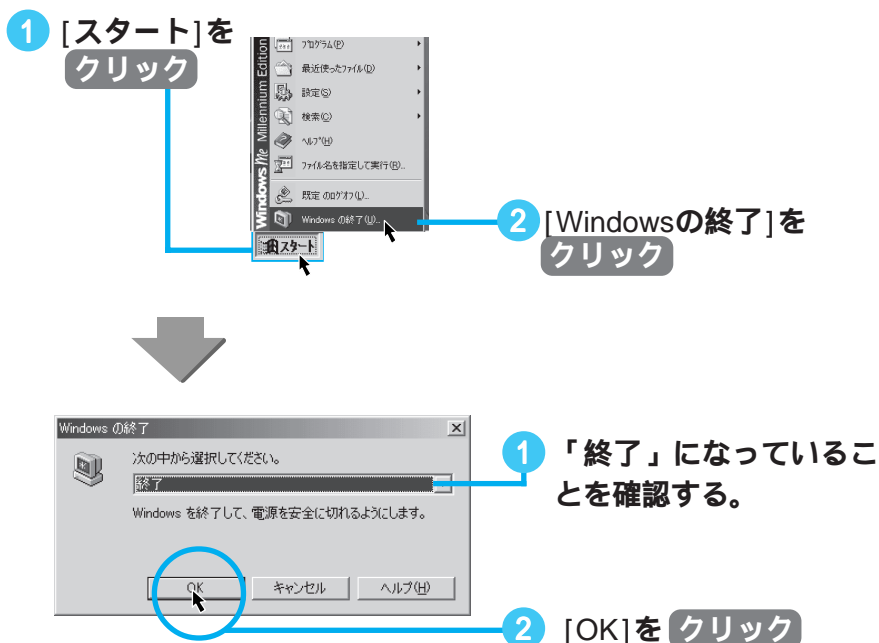 1 [スタート]を
クリック
Windows Me Millennium Edition
プログラム(P)
最近使ったファイル(D)
設定(S)
検索(C)
ヘルプ(H)
ファイル名を指定して実行(R)...
既定 のログオフ(L)...
Windows の終了(U)...
スタート
2 [Windowsの終了]を
クリック
Windows の終了
次の中から選択してください。
終了
Windows を終了して、電源を安全に切れるようにします。
OK キャンセル ヘルプ(H)
1 「終了」になっているこ
とを確認する。
2 [OK]を クリック